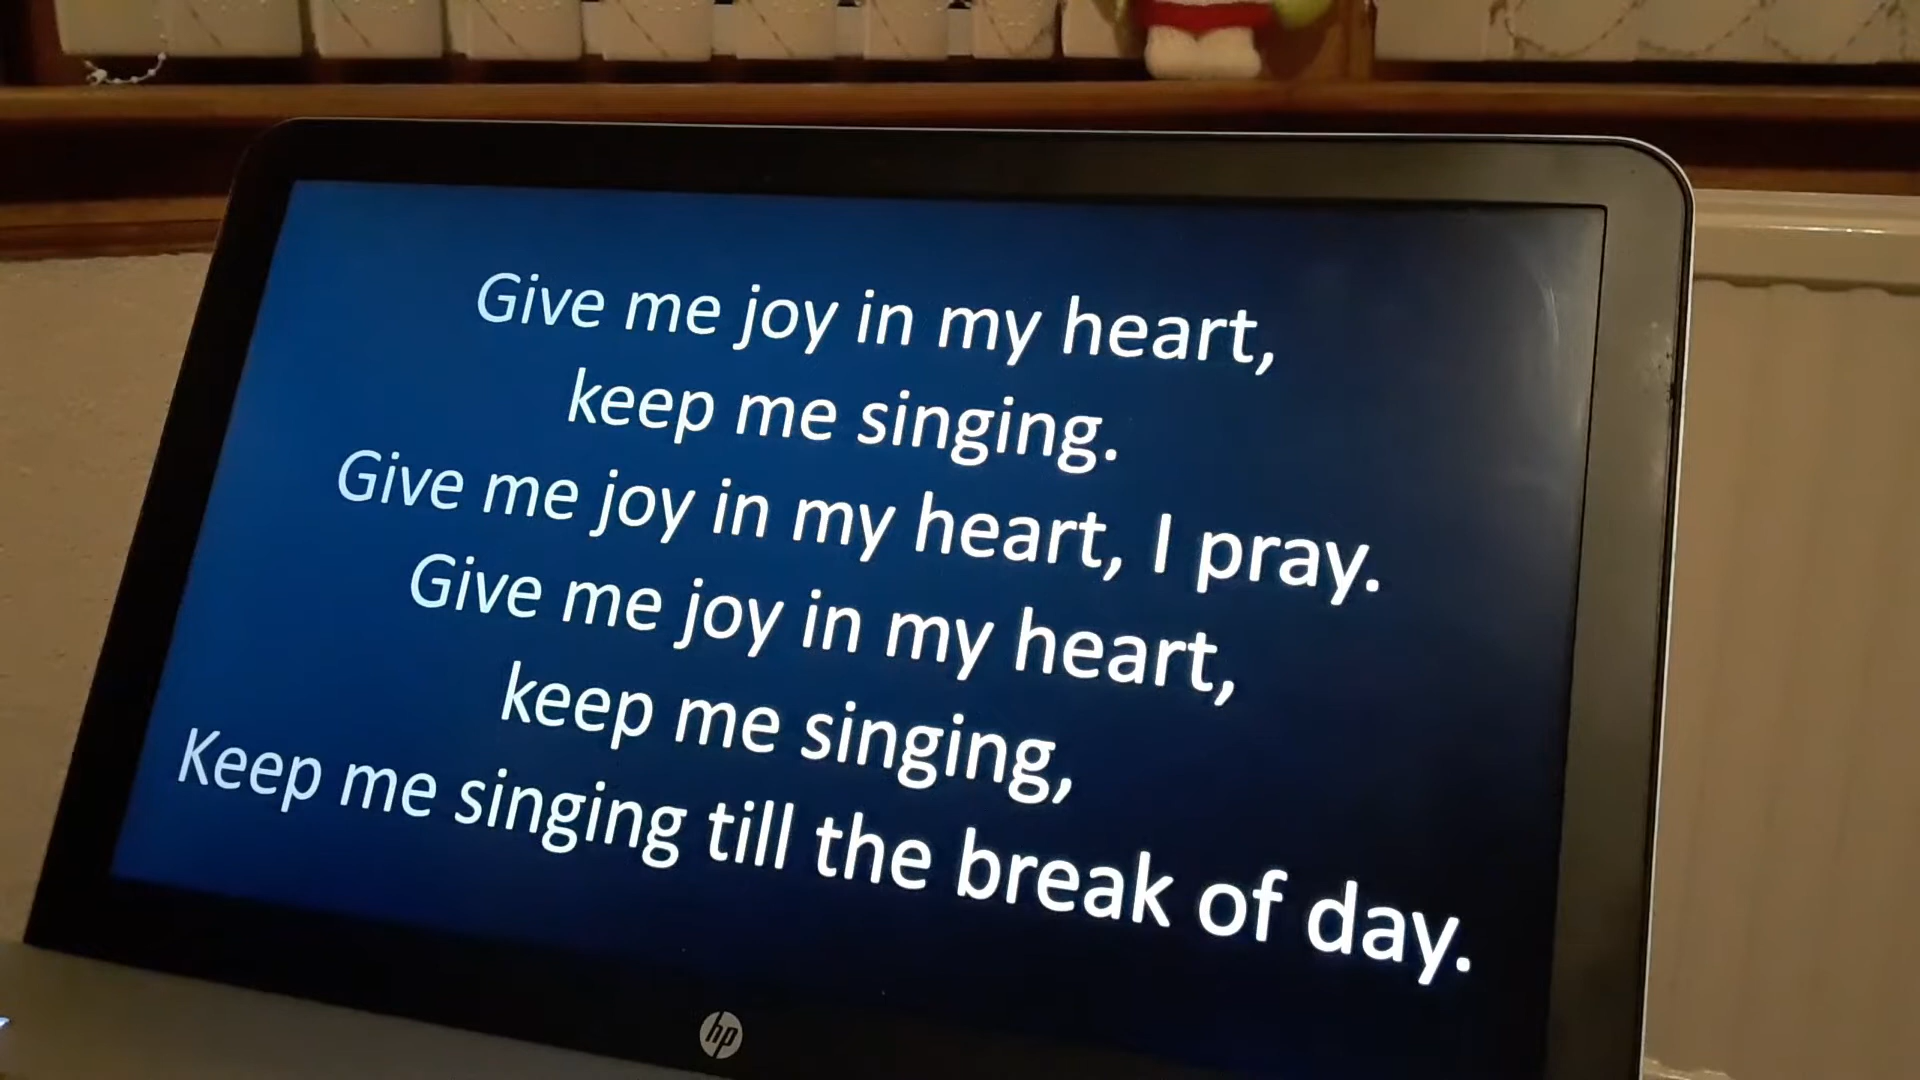 Give me joy in my heart,
keep me singing.
Give me joy in my heart, I pray.
Give me joy in my heart,
keep me singing,
Keep me singing till the break of day.
hp